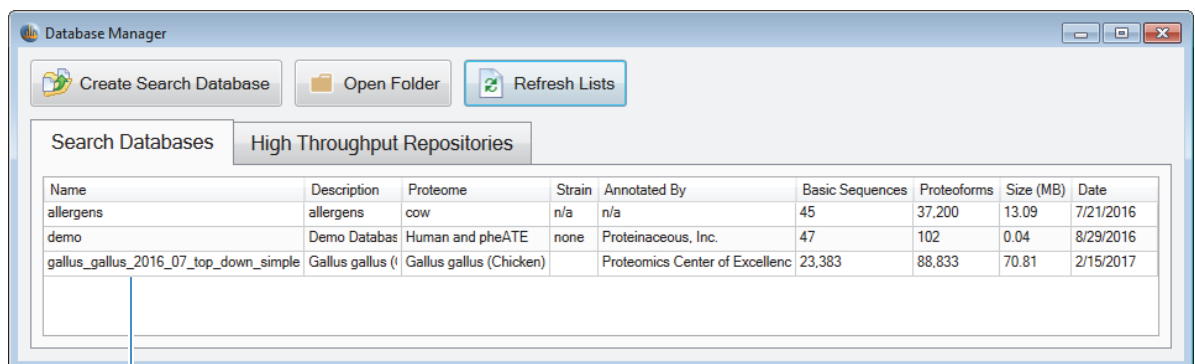 Database Manager
Create Search Database Open Folder Refresh Lists
Search Databases High Throughput Repositories
Name Description Proteome Strain Annotated By Basic Sequences Proteoforms Size (MB) Date
allergens allergens cow n/a n/a 45 37,200 13.09 7/21/2016
demo Demo Databas Human and pheATE none Proteinaceous, Inc. 47 102 0.04 8/29/2016
gallus_gallus_2016_07_top_down_simple Gallus gallus ( Gallus gallus (Chicken) Proteomics Center of Excellenc 23,383 88,833 70.81 2/15/2017